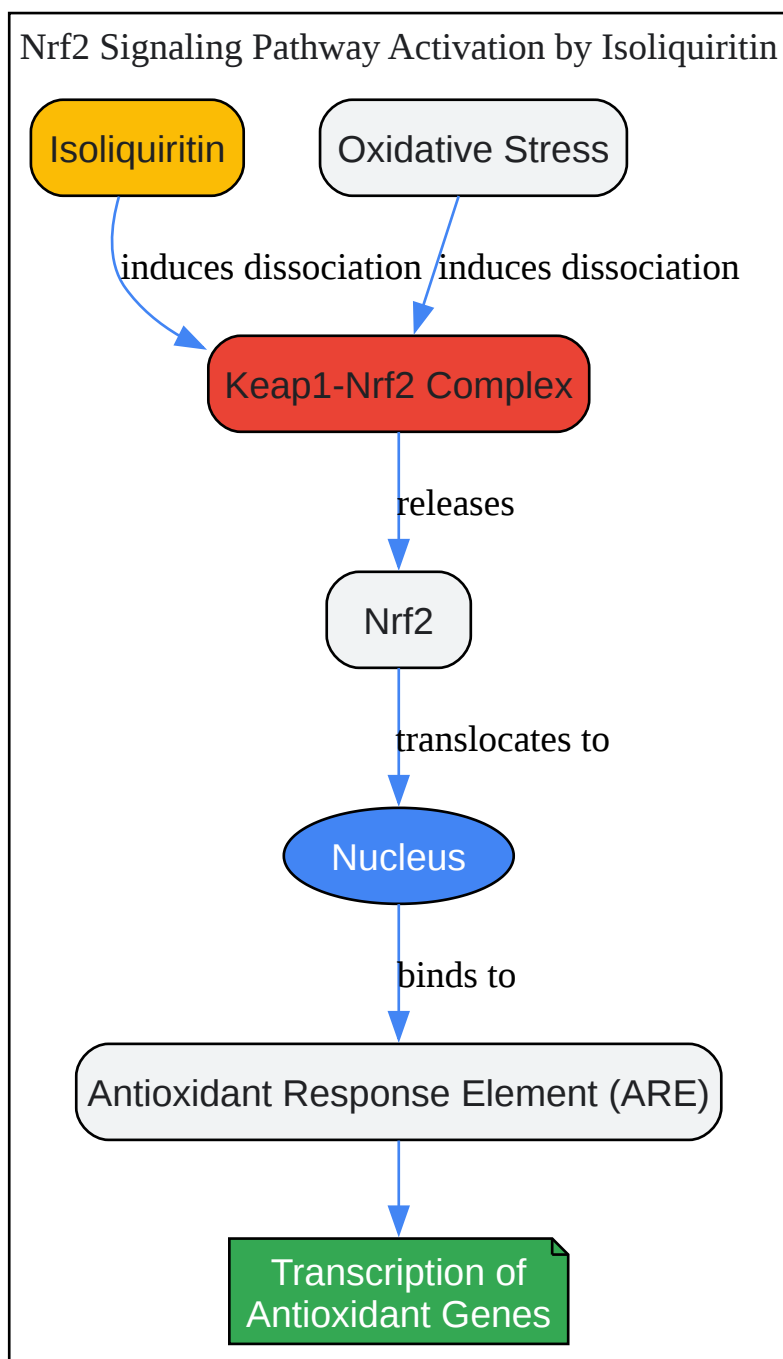 Nrf2 Signaling Pathway Activation by Isoliquiritin
Isoliquiritin
Oxidative Stress
induces dissociation
induces dissociation
Keap1-Nrf2 Complex
releases
Nrf2
translocates to
Nucleus
binds to
Antioxidant Response Element (ARE)
Transcription of
Antioxidant Genes